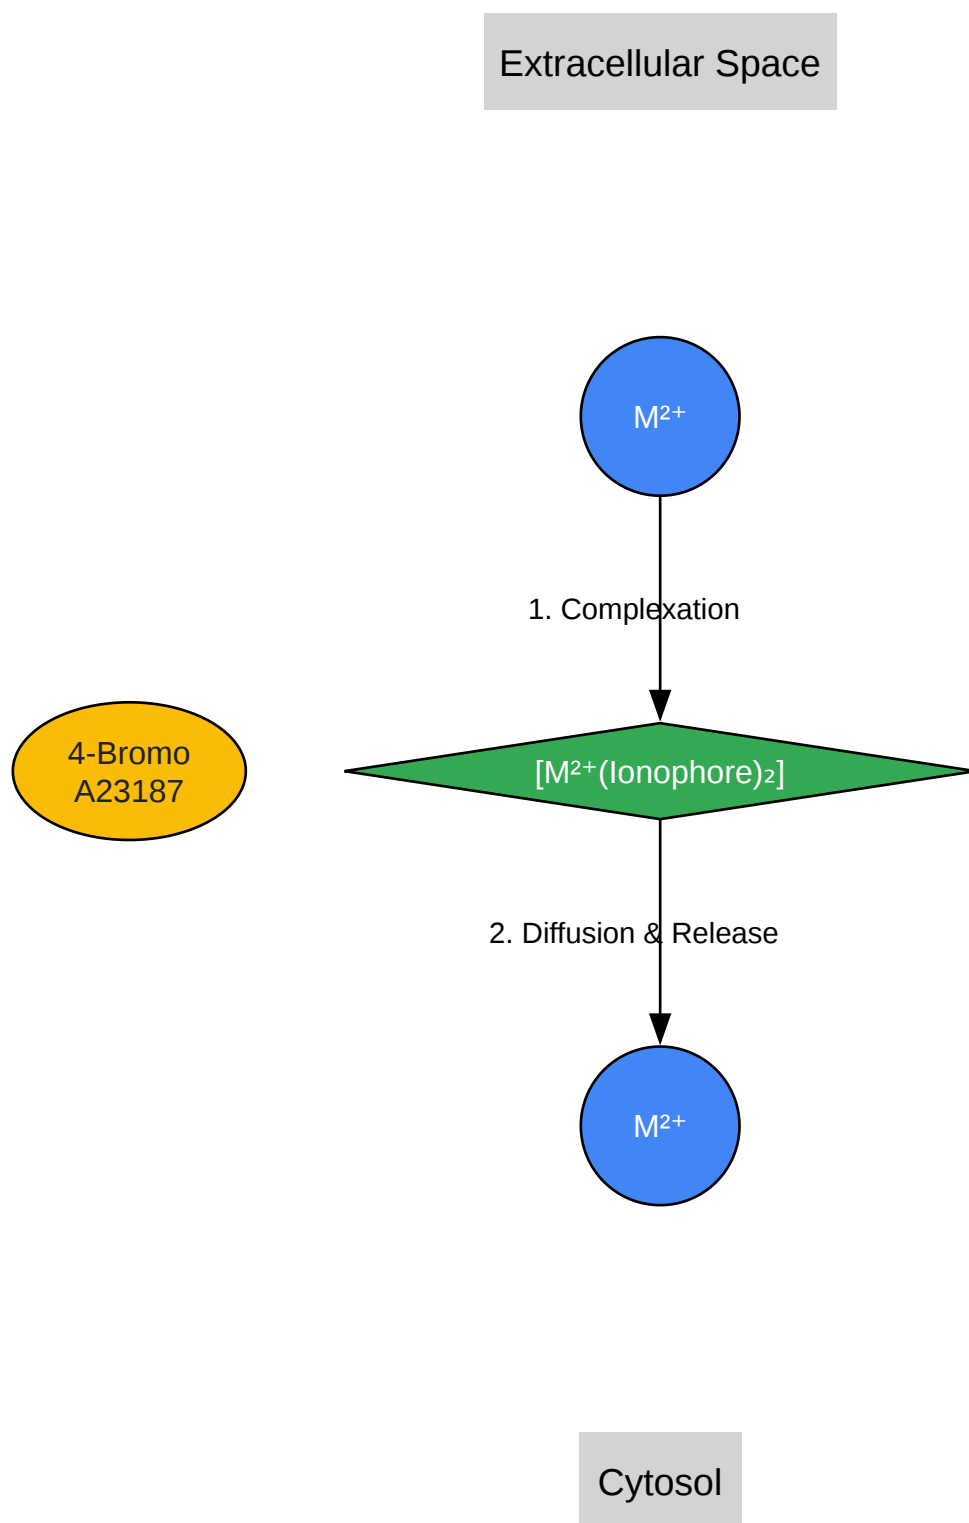 Extracellular Space
M²⁺
1. Complexation
4-Bromo
A23187
[M²⁺(Ionophore)₂]
2. Diffusion & Release
M²⁺
Cytosol